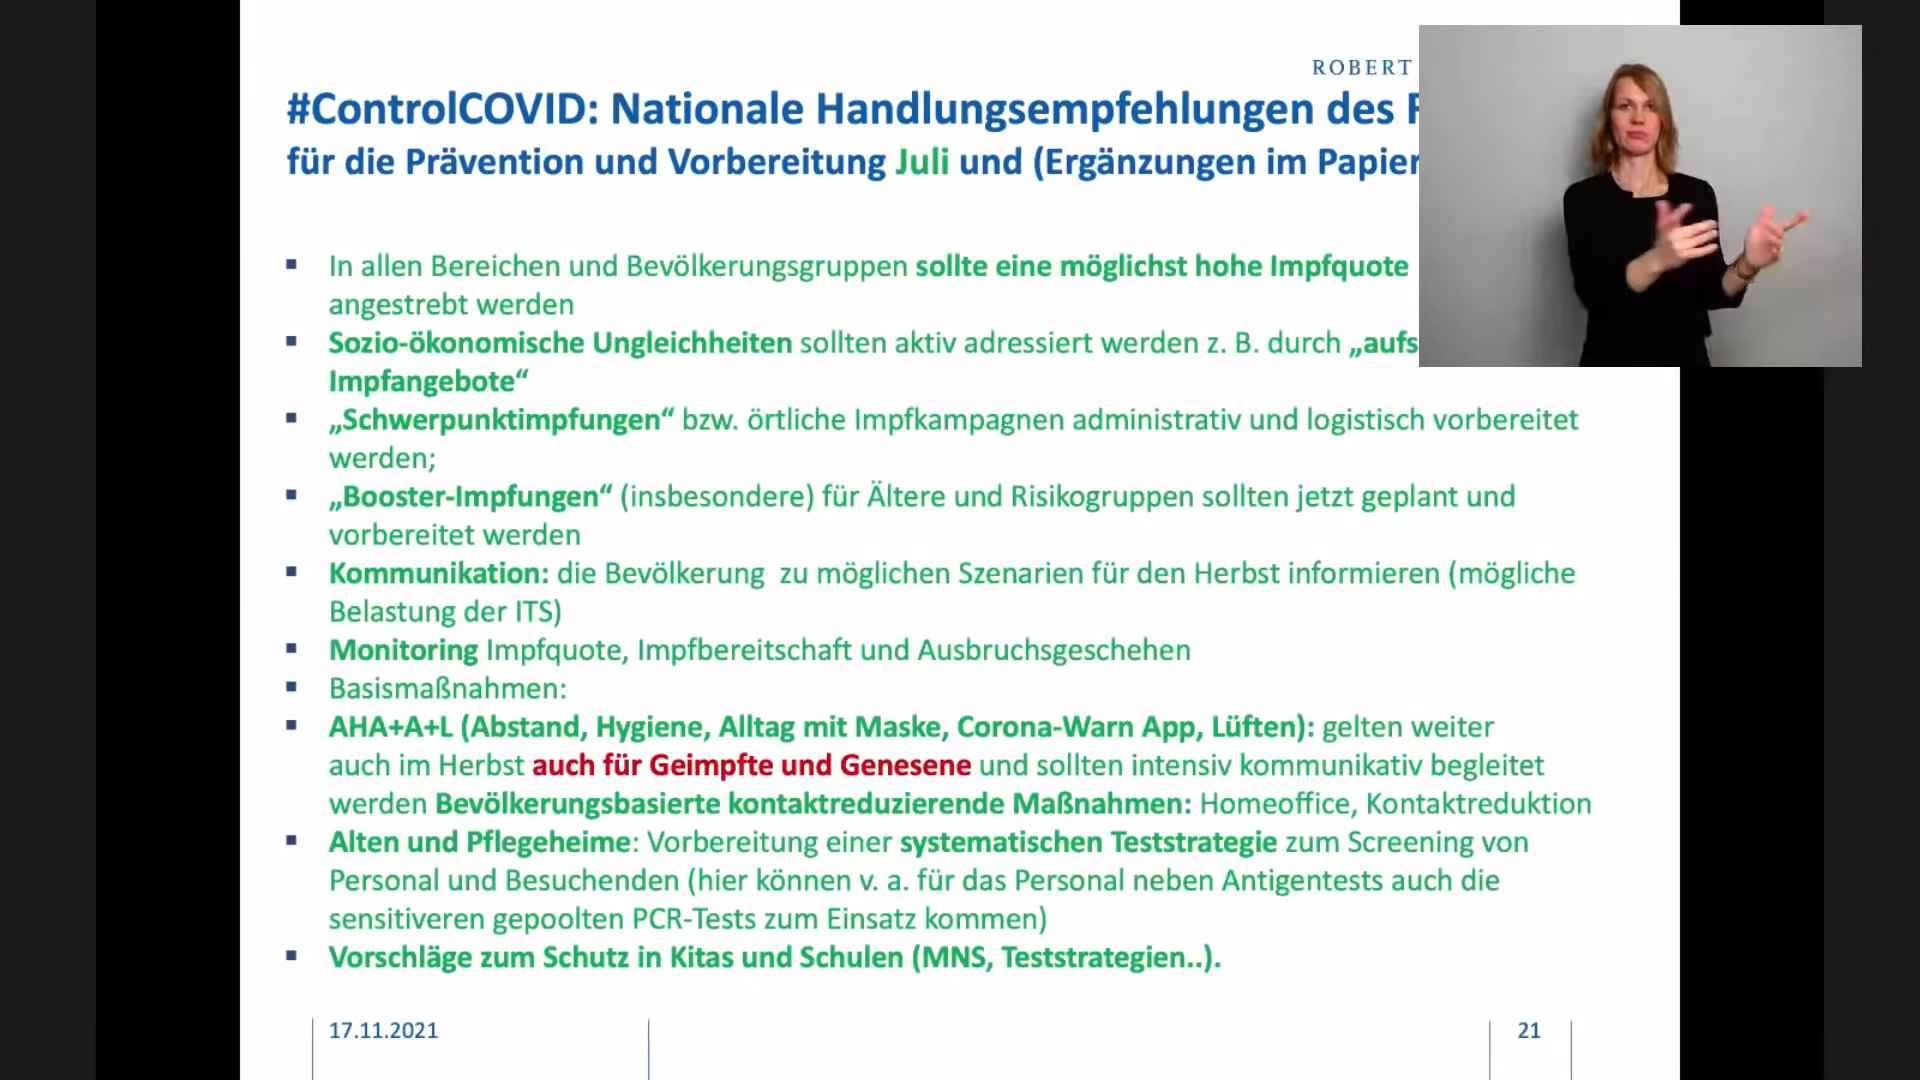 ROBERT
#ControlCOVID: Nationale Handlungsempfehlungen des
für die Prävention und Vorbereitung Juli und (Ergänzungen im Papier
▪ In allen Bereichen und Bevölkerungsgruppen sollte eine möglichst hohe Impfquote
angestrebt werden
▪ Sozio-ökonomische Ungleichheiten sollten aktiv adressiert werden z. B. durch
Impfangebote“
▪ „Schwerpunktimpfungen“ bzw. örtliche Impfkampagnen administrativ und logistisch vorbereitet
werden;
▪ „Booster-Impfungen“ (insbesondere) für Ältere und Risikogruppen sollten jetzt geplant und
vorbereitet werden
▪ Kommunikation: die Bevölkerung zu möglichen Szenarien für den Herbst informieren (mögliche
Belastung der ITS)
▪ Monitoring Impfquote, Impfbereitschaft und Ausbruchsgeschehen
▪ Basismaßnahmen:
▪ AHA+A+L (Abstand, Hygiene, Alltag mit Maske, Corona-Warn App, Lüften): gelten weiter
auch im Herbst auch für Geimpfte und Genesene und sollten intensiv kommunikativ begleitet
werden Bevölkerungsbasierte kontaktreduzierende Maßnahmen: Homeoffice, Kontaktreduktion
▪ Alten und Pflegeheime: Vorbereitung einer systematischen Teststrategie zum Screening von
Personal und Besuchenden (hier können v. a. für das Personal neben Antigentests auch die
sensitiveren gepoolten PCR-Tests zum Einsatz kommen)
▪ Vorschläge zum Schutz in Kitas und Schulen (MNS, Teststrategien..).
17.11.2021
21